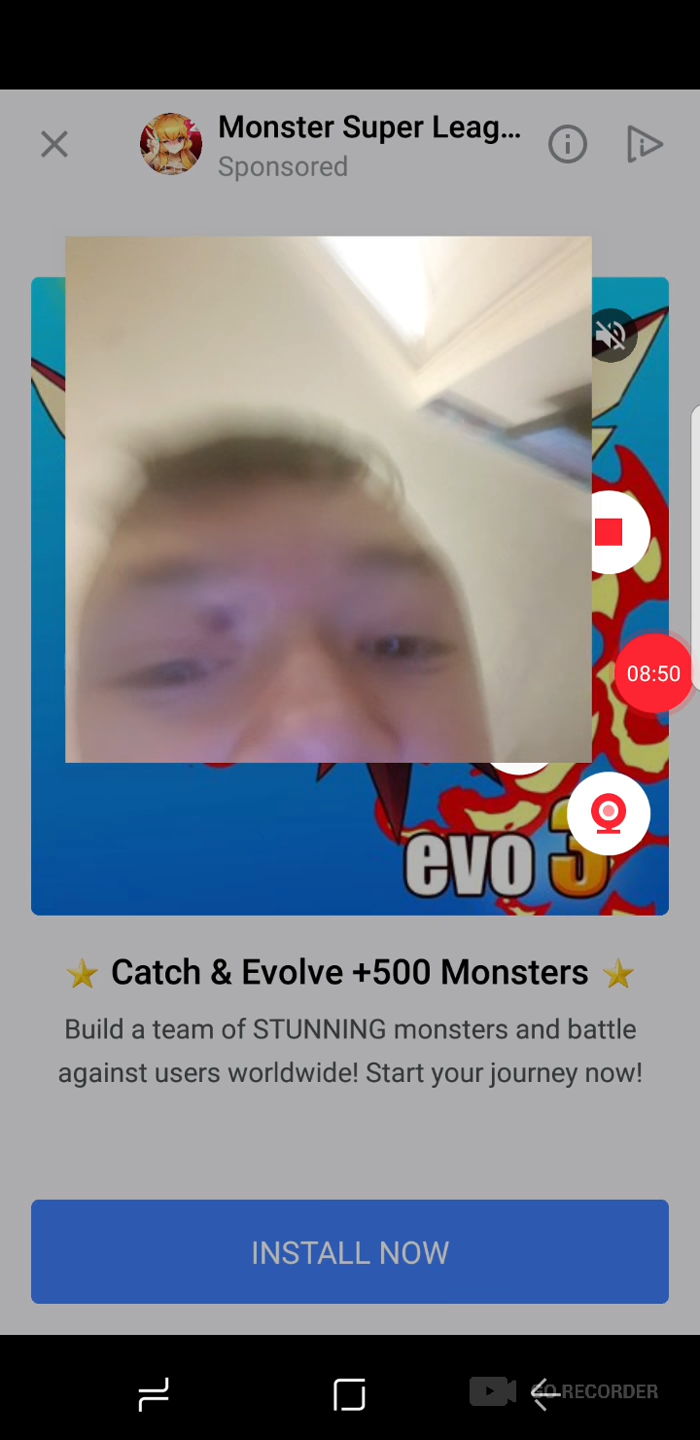 Monster Super Leag...
Sponsored
08:50
evo 3
⭐ Catch & Evolve +500 Monsters ⭐
Build a team of STUNNING monsters and battle
against users worldwide! Start your journey now!
INSTALL NOW
GO RECORDER